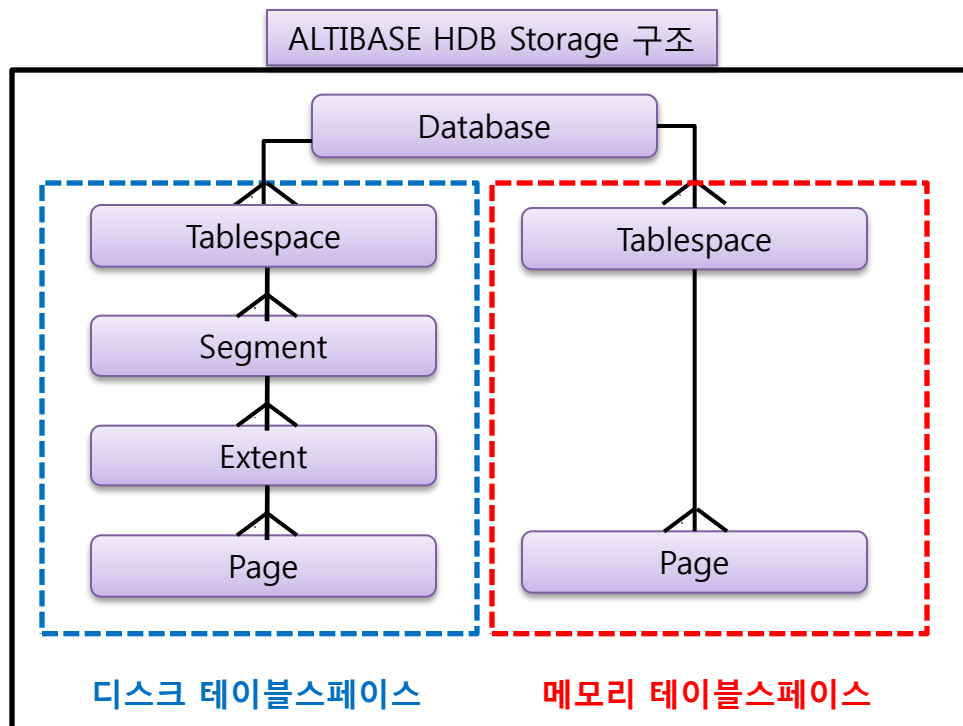 ALTIBASE HDB Storage 구조
Database
Tablespace
Segment
Extent
Page
디스크 테이블스페이스
Tablespace
Page
메모리 테이블스페이스